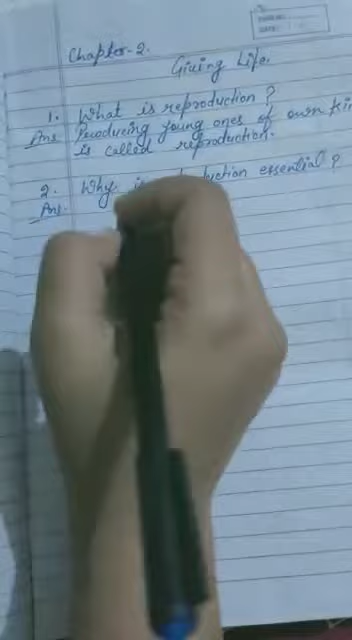 Chapter-2.
Giving Life.
1. What is reproduction?
Ans Producing young ones of own
is called reproduction.
2. Why essential?
Ans.